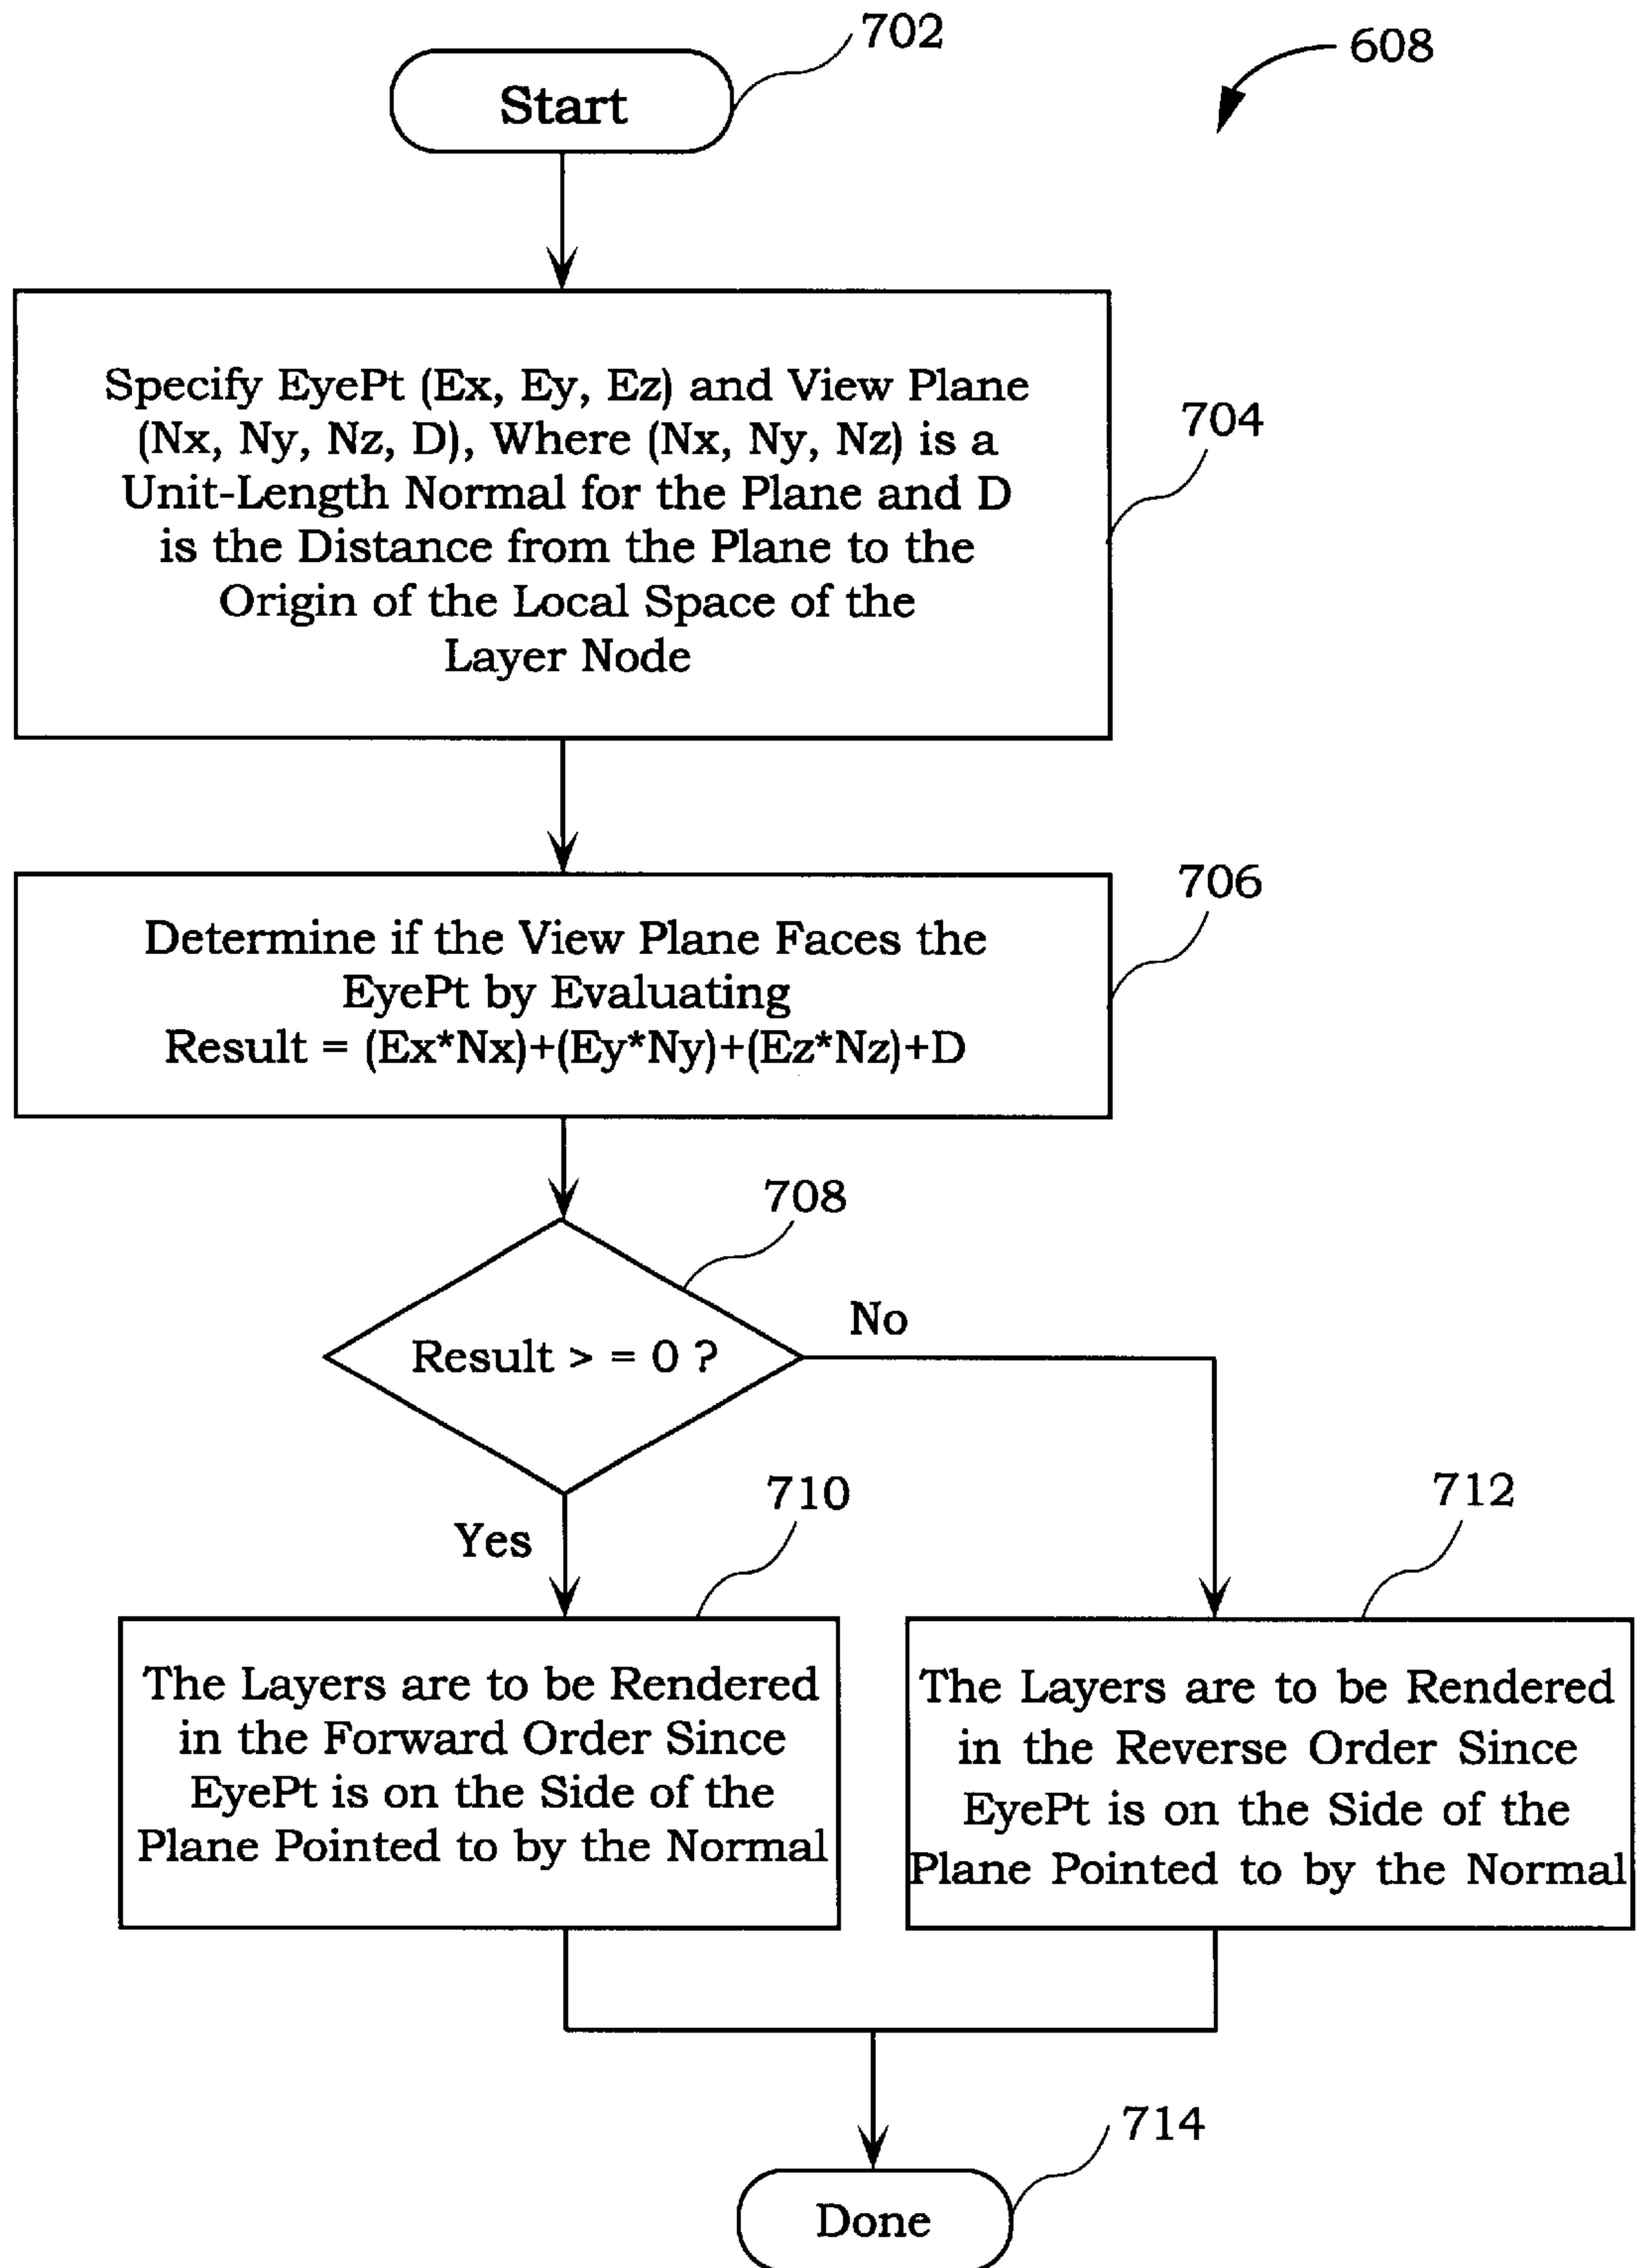 702
608
Start
Specify EyePt (Ex, Ey, Ez) and View Plane
(Nx, Ny, Nz, D), Where (Nx, Ny, Nz) is a
Unit-Length Normal for the Plane and D
is the Distance from the Plane to the
Origin of the Local Space of the
Layer Node
704
706
Determine if the View Plane Faces the
EyePt by Evaluating
Result = (Ex*Nx)+(Ey*Ny)+(Ez*Nz)+D
708
No
Result > = 0 ?
Yes
710
712
The Layers are to be Rendered
in the Forward Order Since
EyePt is on the Side of the
Plane Pointed to by the Normal
The Layers are to be Rendered
in the Reverse Order Since
EyePt is on the Side of the
Plane Pointed to by the Normal
714
Done